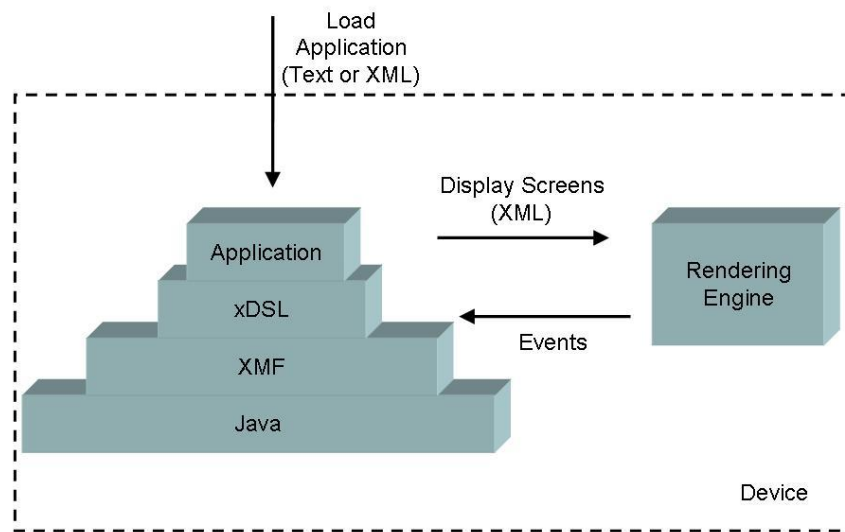 Load
Application
(Text or XML)
Display Screens
(XML)
Application
Rendering
Engine
xDSL
Events
XMF
Java
Device